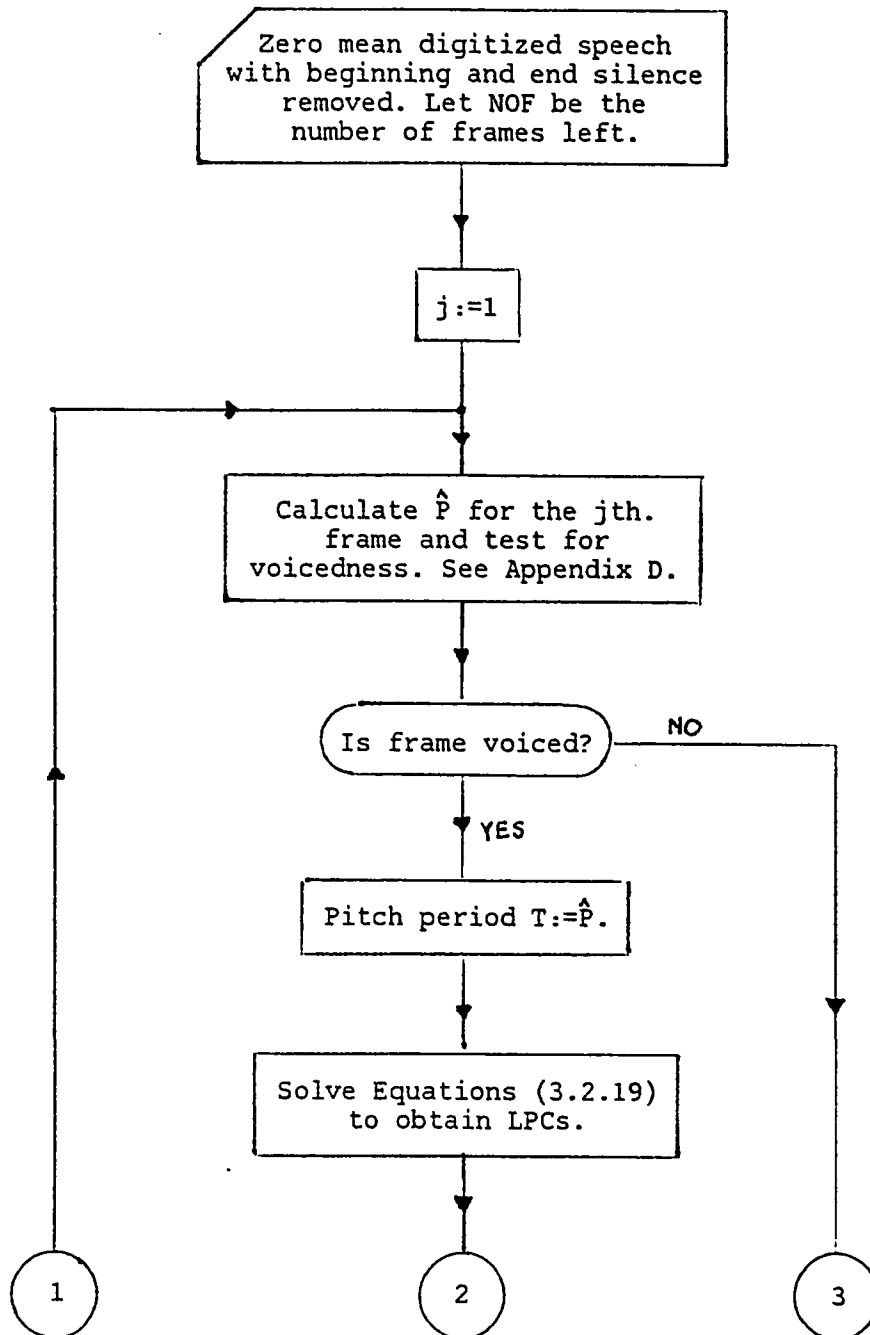 Zero mean digitized speech
with beginning and end silence
removed. Let NOF be the
number of frames left.
j:=1
Calculate P̂ for the jth.
frame and test for
voicedness. See Appendix D.
Is frame voiced?
NO
YES
Pitch period T:=P̂.
Solve Equations (3.2.19)
to obtain LPCs.
1
2
3